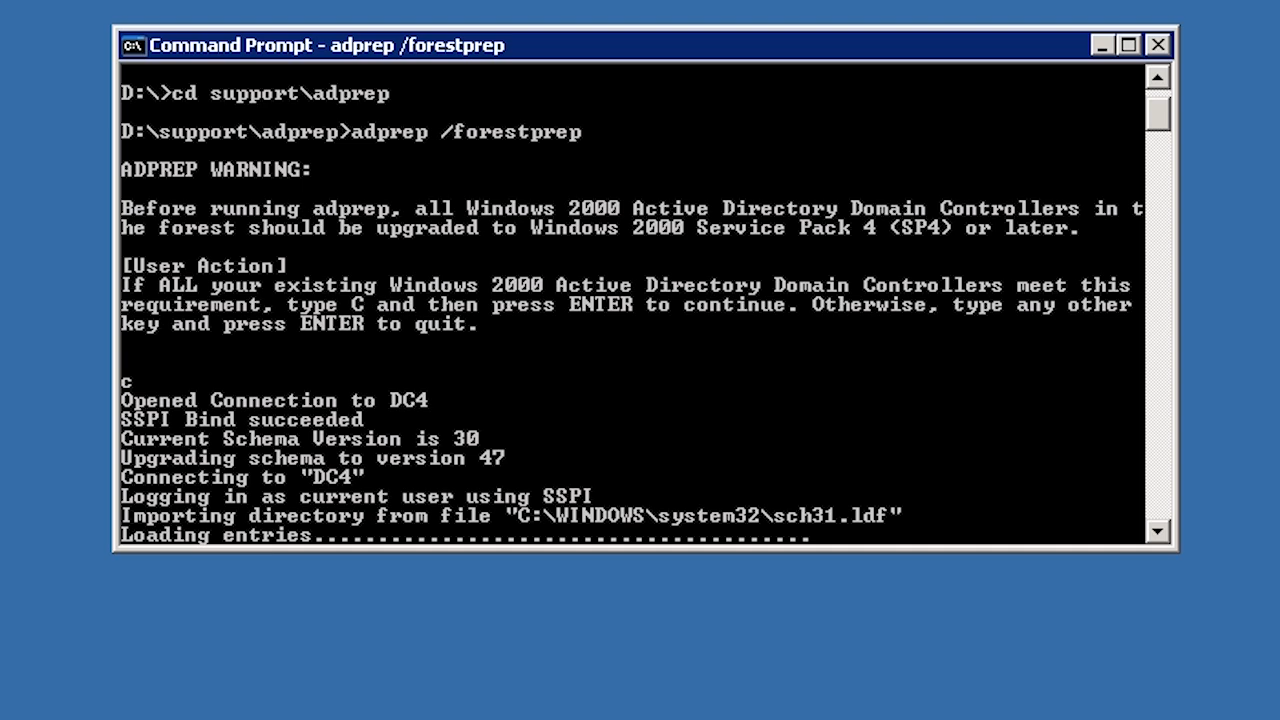 Command Prompt - adprep /forestprep
D:\>cd support\adprep
D:\support\adprep>adprep /forestprep
ADPREP WARNING:
Before running adprep, all Windows 2000 Active Directory Domain Controllers in t
he forest should be upgraded to Windows 2000 Service Pack 4 (SP4) or later.
[User Action]
If ALL your existing Windows 2000 Active Directory Domain Controllers meet this
requirement, type C and then press ENTER to continue. Otherwise, type any other
key and press ENTER to quit.
c
Opened Connection to DC4
SSPI Bind succeeded
Current Schema Version is 30
Upgrading schema to version 47
Connecting to "DC4"
Logging in as current user using SSPI
Importing directory from file "C:\WINDOWS\system32\sch31.ldf"
Loading entries.......................................